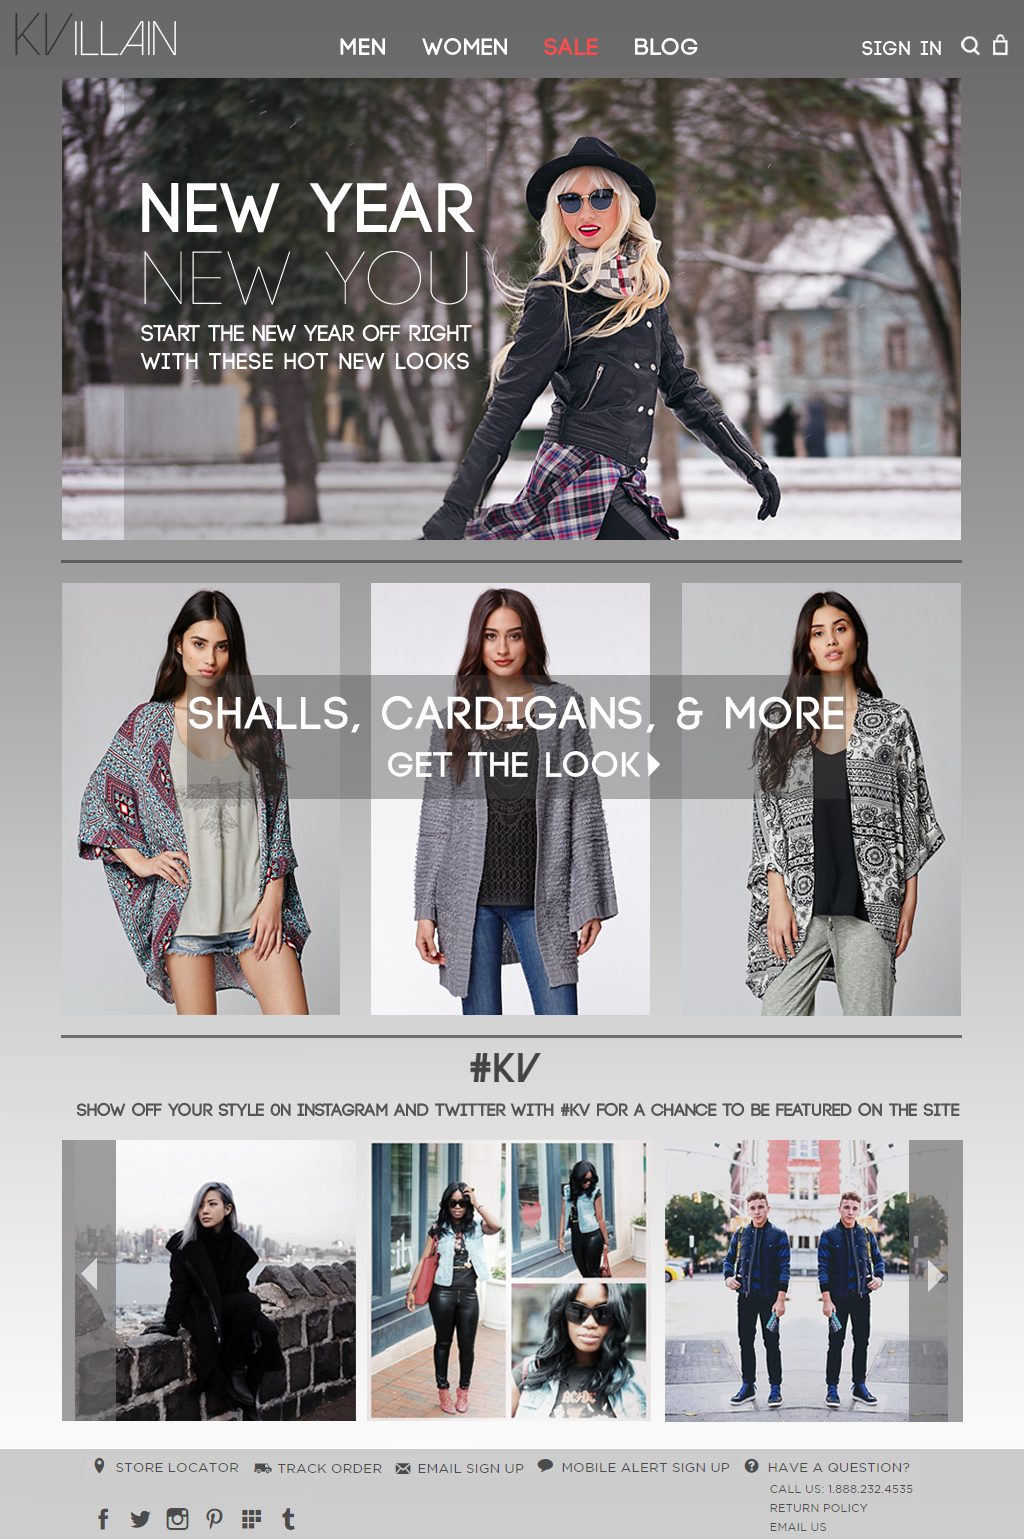 KVILLAIN
MEN WOMEN SALE BLOG
SIGN IN
NEW YEAR
NEW YOU
START THE NEW YEAR OFF RIGHT
WITH THESE HOT NEW LOOKS
SHALLS, CARDIGANS, & MORE
GET THE LOOK
#KV
SHOW OFF YOUR STYLE 0N INSTAGRAM AND TWITTER WITH #KV FOR A CHANCE TO BE FEATURED ON THE SITE
AC/DC
STORE LOCATOR TRACK ORDER EMAIL SIGN UP MOBILE ALERT SIGN UP HAVE A QUESTION?
CALL US: 1.888.232.4535
RETURN POLICY
EMAIL US